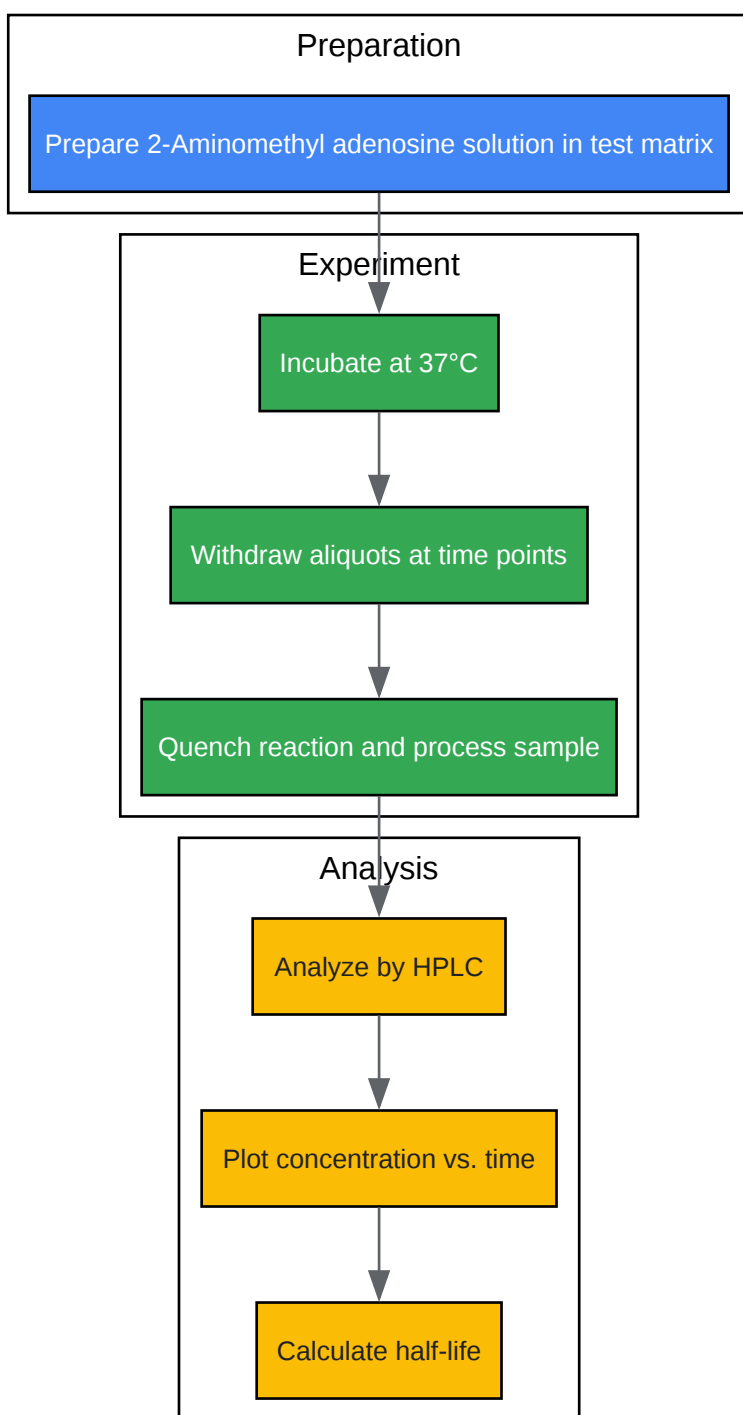 Preparation
Prepare 2-Aminomethyl adenosine solution in test matrix
Experiment
Incubate at 37°C
Withdraw aliquots at time points
Quench reaction and process sample
Analysis
Analyze by HPLC
Plot concentration vs. time
Calculate half-life